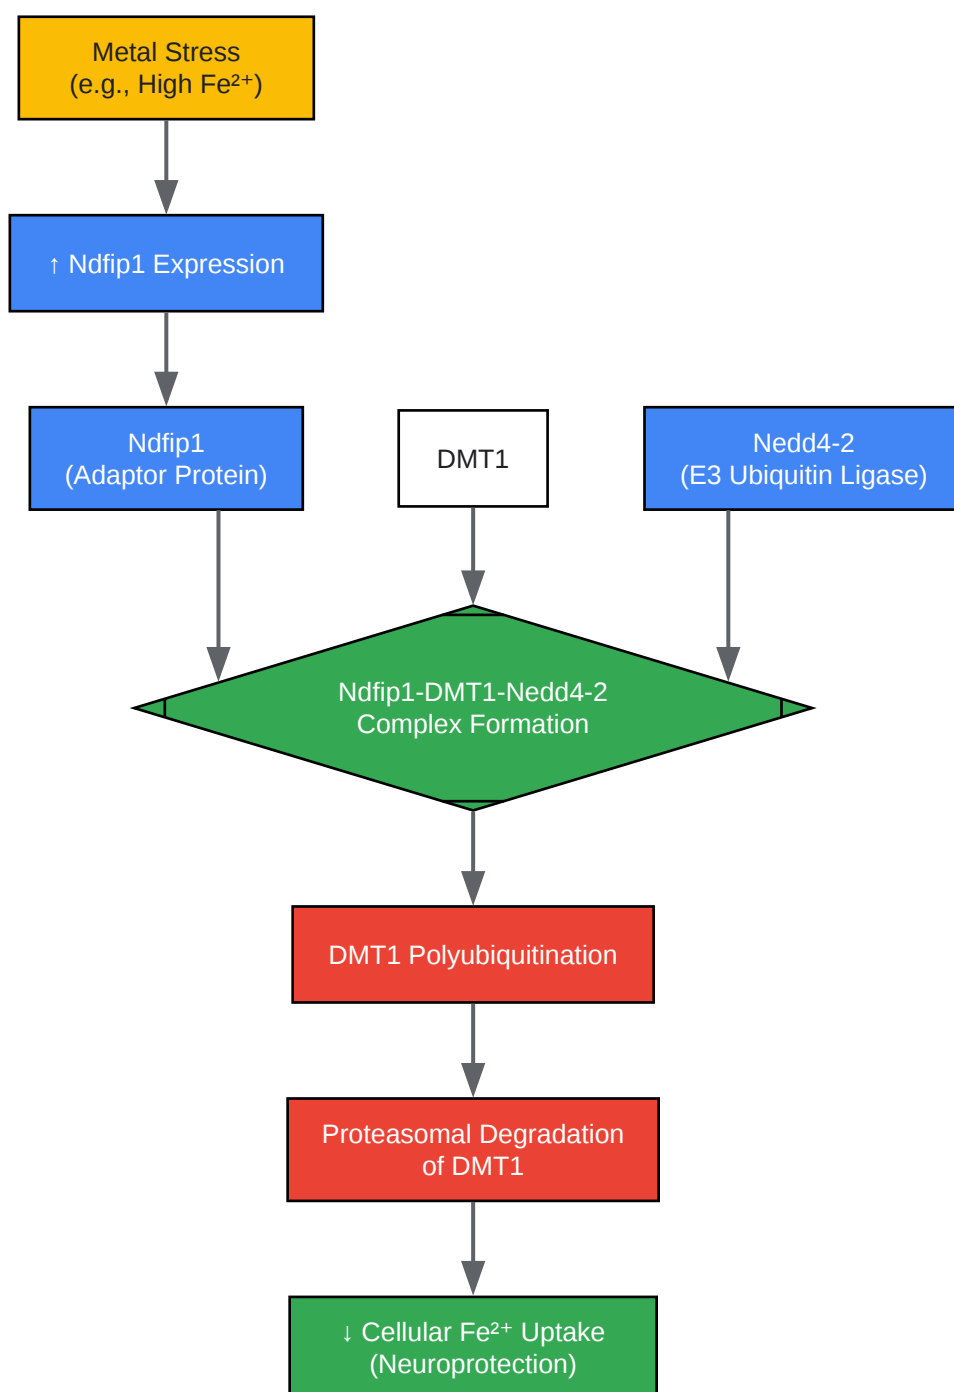 Metal Stress
(e.g., High Fe²⁺)
↑ Ndfip1 Expression
Ndfip1
(Adaptor Protein)
DMT1
Nedd4-2
(E3 Ubiquitin Ligase)
Ndfip1-DMT1-Nedd4-2
Complex Formation
DMT1 Polyubiquitination
Proteasomal Degradation
of DMT1
↓ Cellular Fe²⁺ Uptake
(Neuroprotection)